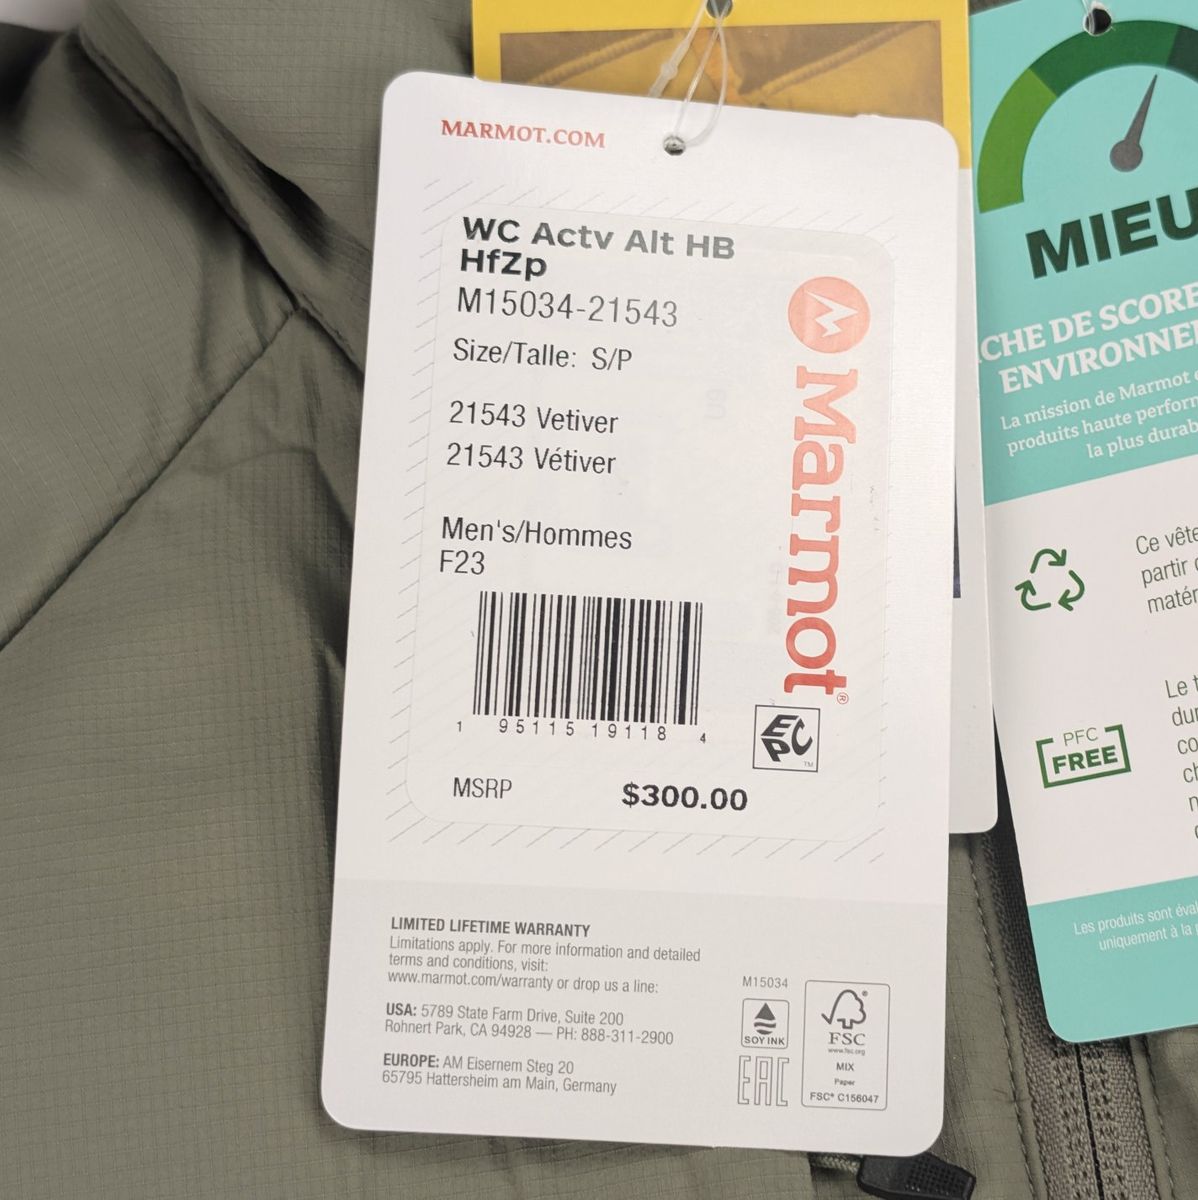 MARMOT.COM
WC Actv Alt HB
HfZp
M15034-21543
Size/Talle: S/P
21543 Vetiver
21543 Vétiver
Men's/Hommes
F23
1 95115 19118 4
MSRP $300.00
Marmot®
EPC ™
LIMITED LIFETIME WARRANTY
Limitations apply. For more information and detailed
terms and conditions, visit:
www.marmot.com/warranty or drop us a line:
USA: 5789 State Farm Drive, Suite 200
Rohnert Park, CA 94928 — PH: 888-311-2900
EUROPE: AM Eisernem Steg 20
65795 Hattersheim am Main, Germany
M15034
SOY INK
EAC
FSC
www.fsc.org
MIX
Paper
FSC® C156047
MIEU
CHE DE SCORE
ENVIRONNE
La mission de Marmot
produits haute perfor
la plus durab
Ce vête
partir
matér
PFC
FREE
Le t
dur
co
ch
Les produits sont éval
uniquement à la